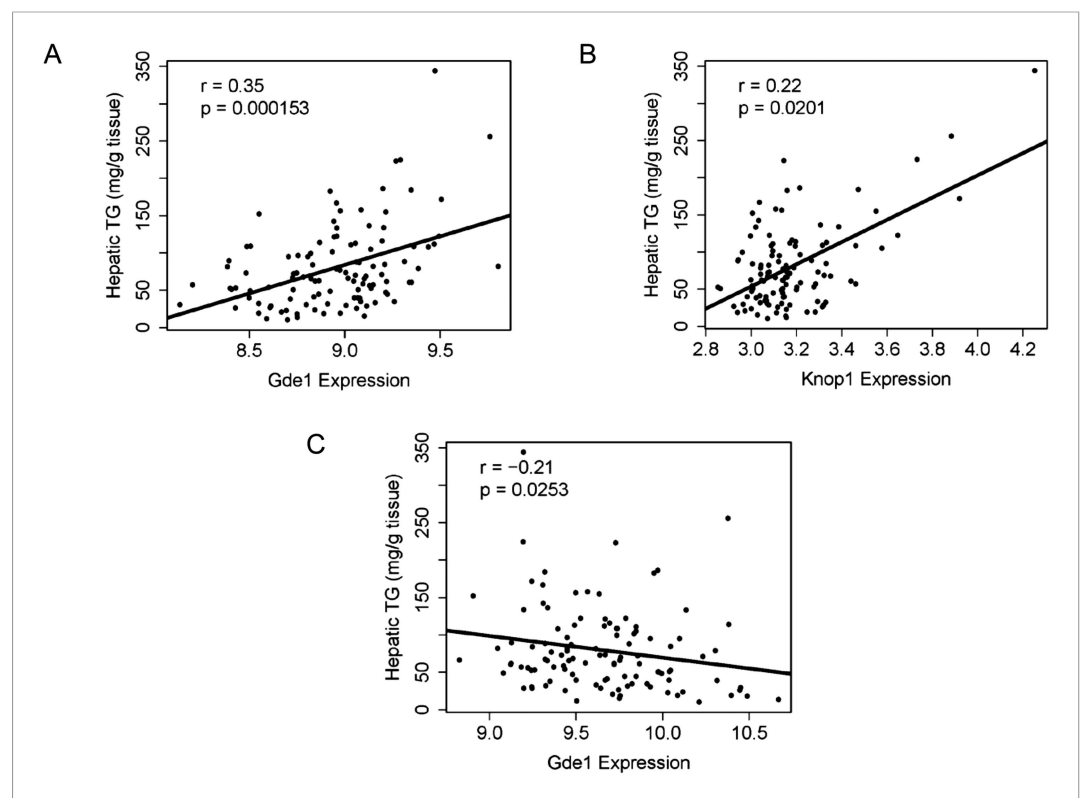 A
r = 0.35
p = 0.000153
Hepatic TG (mg/g tissue)
0 50 150 250 350
8.5 9.0 9.5
Gde1 Expression
B
r = 0.22
p = 0.0201
Hepatic TG (mg/g tissue)
0 50 150 250 350
2.8 3.0 3.2 3.4 3.6 3.8 4.0 4.2
Knop1 Expression
C
r = −0.21
p = 0.0253
Hepatic TG (mg/g tissue)
0 50 150 250 350
9.0 9.5 10.0 10.5
Gde1 Expression